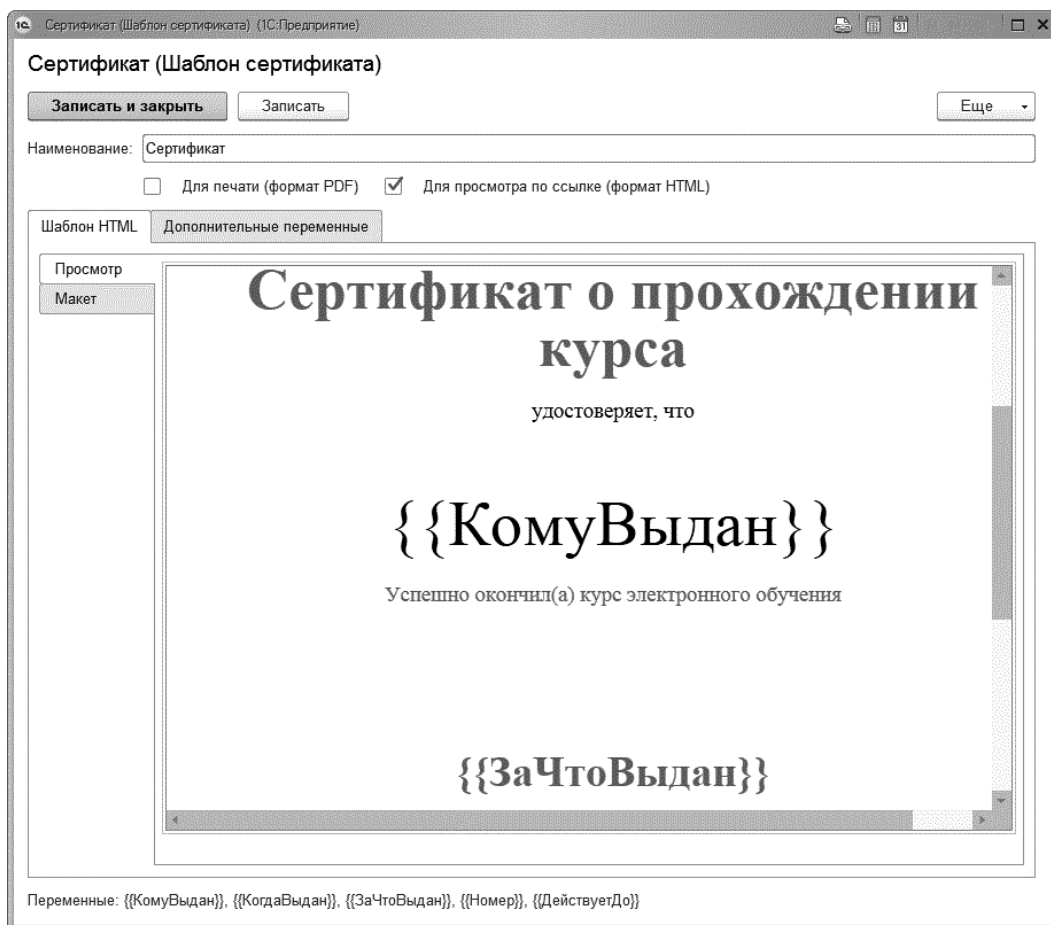 1С Сертификат (Шаблон сертификата) (1С:Предприятие) 31
Сертификат (Шаблон сертификата)
Записать и закрыть Записать Еще
Наименование: Сертификат
Для печати (формат PDF) Для просмотра по ссылке (формат HTML)
Шаблон HTML Дополнительные переменные
Просмотр
Макет
Сертификат о прохождении
курса
удостоверяет, что
{{КомуВыдан}}
Успешно окончил(а) курс электронного обучения
{{ЗаЧтоВыдан}}
Переменные: {{КомуВыдан}}, {{КогдаВыдан}}, {{ЗаЧтоВыдан}}, {{Номер}}, {{ДействуетДо}}